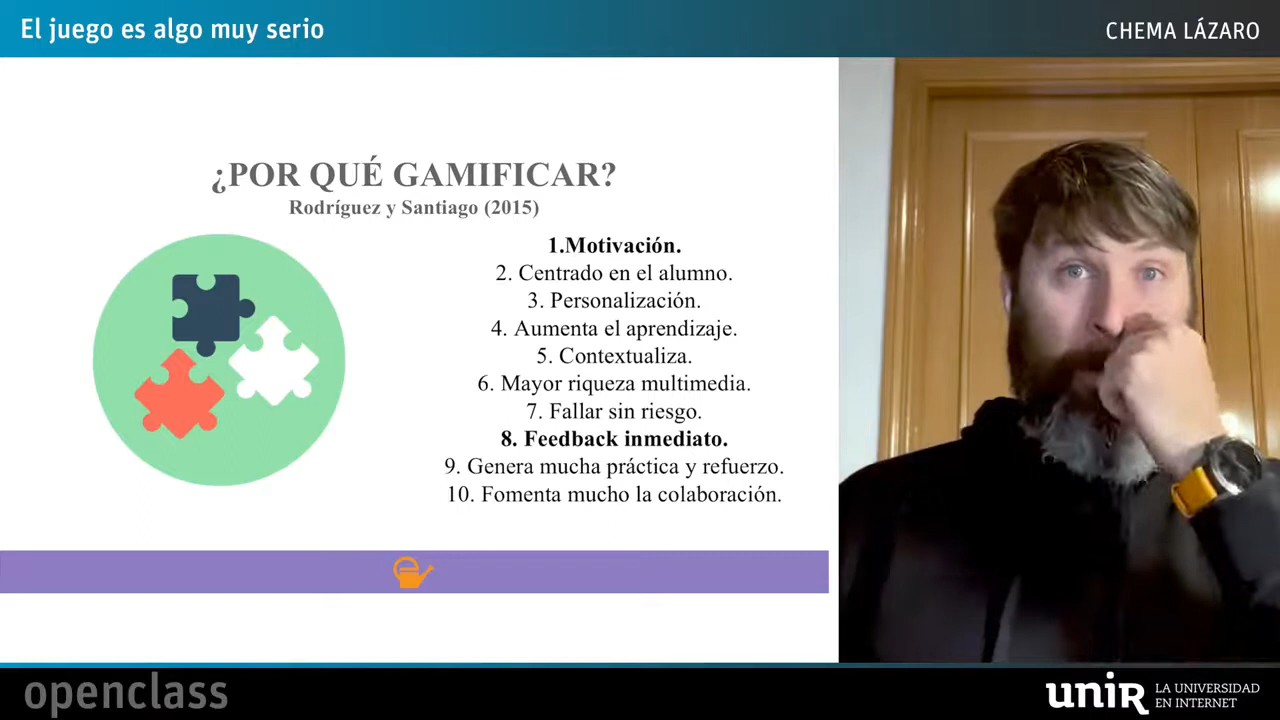 El juego es algo muy serio
CHEMA LÁZARO
¿POR QUÉ GAMIFICAR?
Rodríguez y Santiago (2015)
1.Motivación.
2. Centrado en el alumno.
3. Personalización.
4. Aumenta el aprendizaje.
5. Contextualiza.
6. Mayor riqueza multimedia.
7. Fallar sin riesgo.
8. Feedback inmediato.
9. Genera mucha práctica y refuerzo.
10. Fomenta mucho la colaboración.
openclass
unir
LA UNIVERSIDAD
EN INTERNET